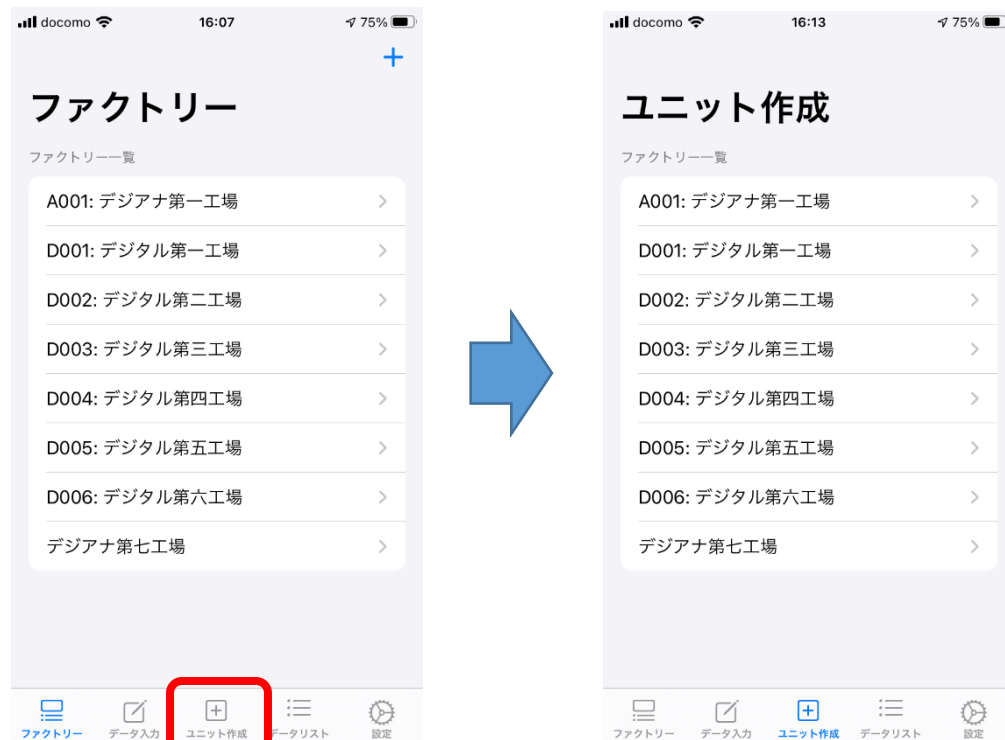 docomo 16:07 75%
ファクトリー
ファクトリー一覧
A001: デジアナ第一工場
D001: デジタル第一工場
D002: デジタル第二工場
D003: デジタル第三工場
D004: デジタル第四工場
D005: デジタル第五工場
D006: デジタル第六工場
デジアナ第七工場
ファクトリー データ入力 ユニット作成 データリスト 設定
docomo 16:13 75%
ユニット作成
ファクトリー一覧
A001: デジアナ第一工場
D001: デジタル第一工場
D002: デジタル第二工場
D003: デジタル第三工場
D004: デジタル第四工場
D005: デジタル第五工場
D006: デジタル第六工場
デジアナ第七工場
ファクトリー データ入力 ユニット作成 データリスト 設定